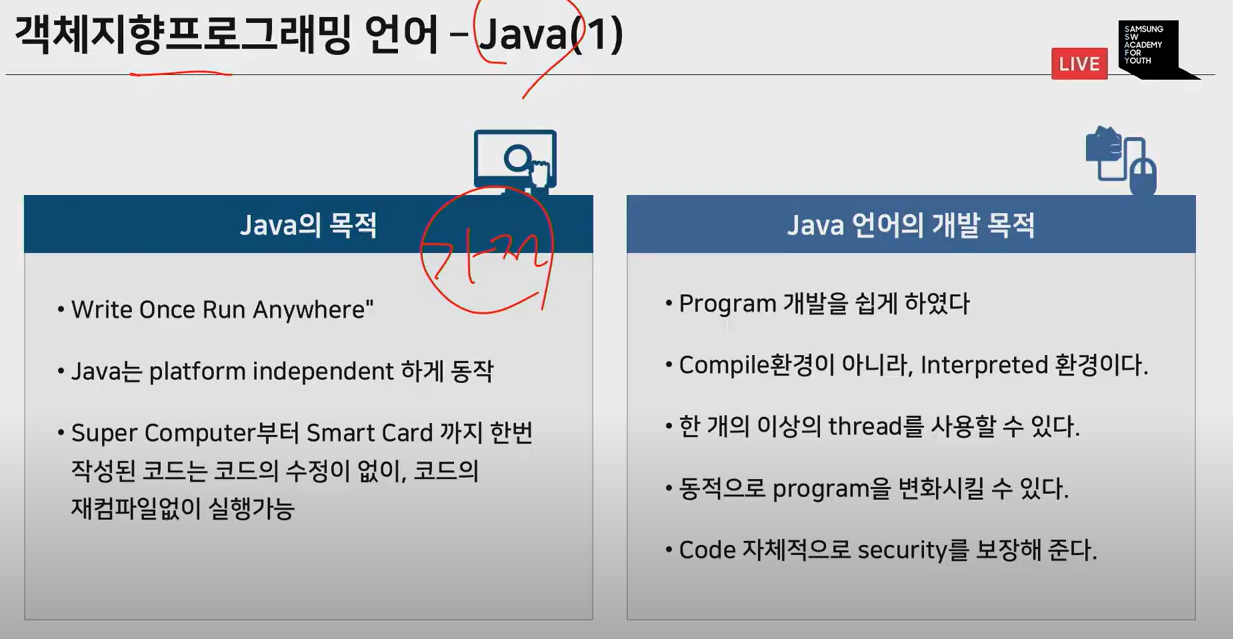 객체지향프로그래밍 언어 – Java(1)
LIVE
SAMSUNG
SW
ACADEMY
FOR
YOUTH
Java의 목적
• Write Once Run Anywhere"
• Java는 platform independent 하게 동작
• Super Computer부터 Smart Card 까지 한번
작성된 코드는 코드의 수정이 없이, 코드의
재컴파일없이 실행가능
Java 언어의 개발 목적
• Program 개발을 쉽게 하였다
• Compile환경이 아니라, Interpreted 환경이다.
• 한 개의 이상의 thread를 사용할 수 있다.
• 동적으로 program을 변화시킬 수 있다.
• Code 자체적으로 security를 보장해 준다.